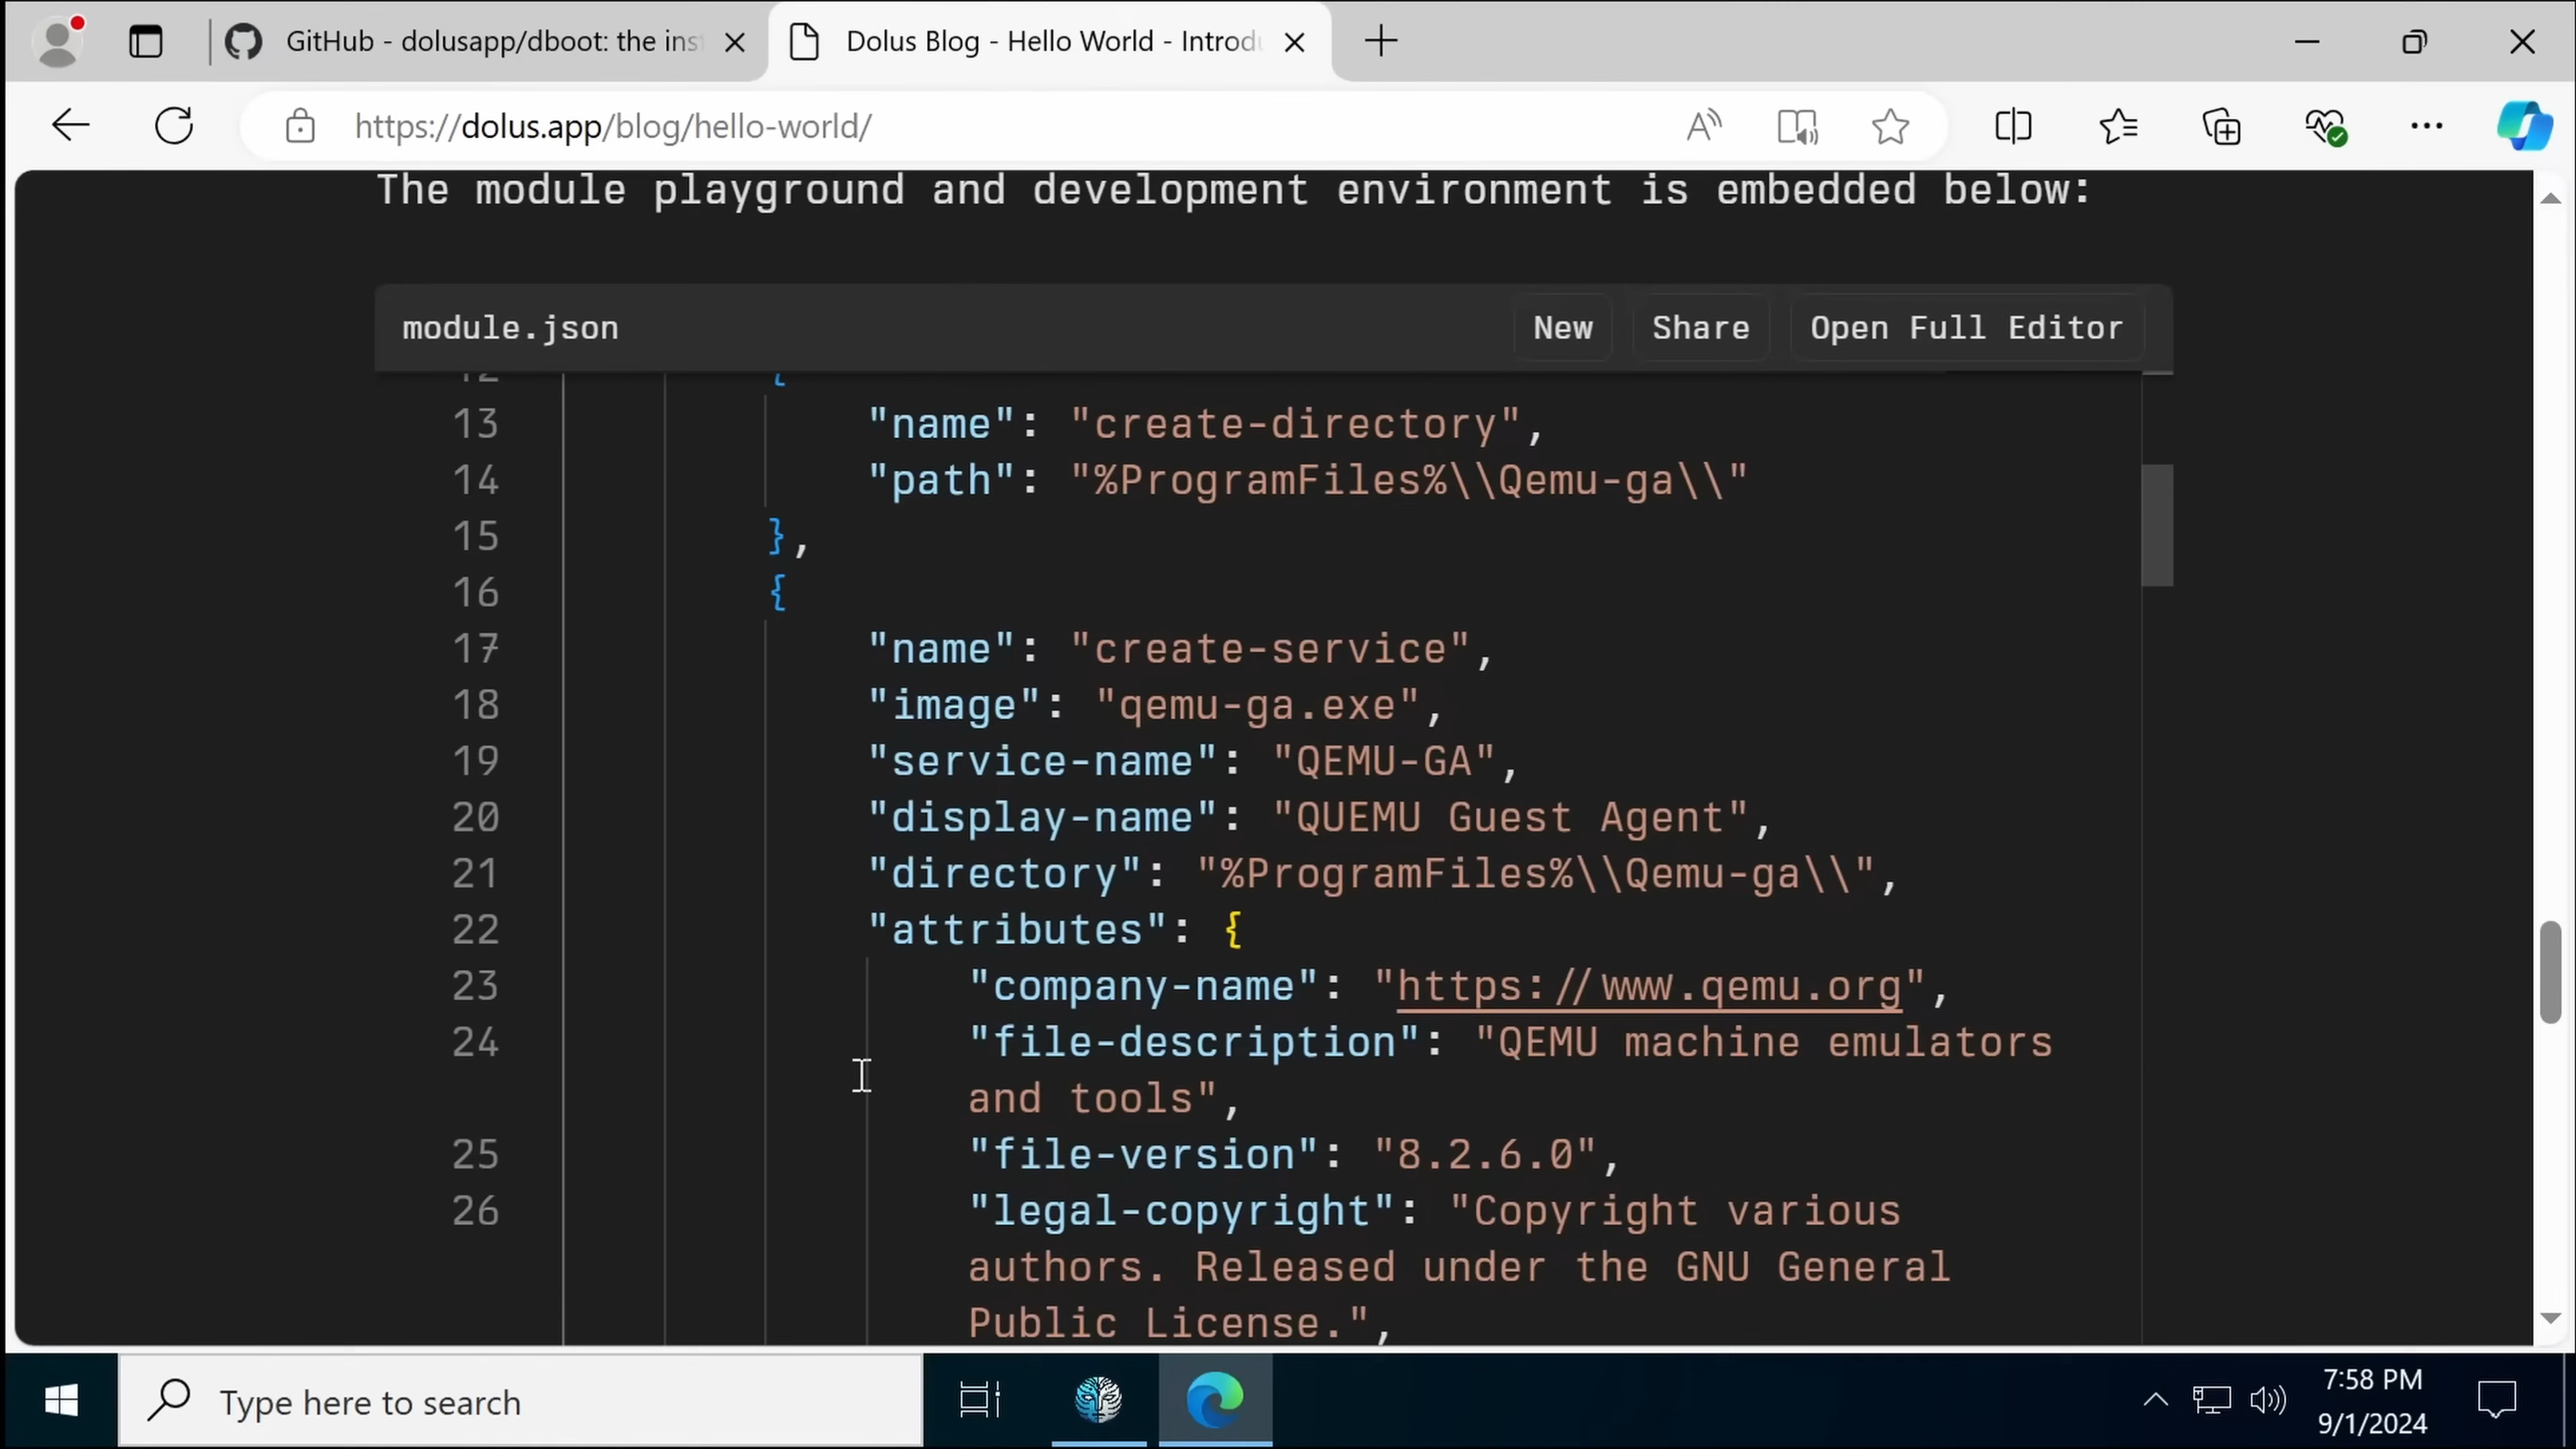 GitHub - dolusapp/dboot: the ins
Dolus Blog - Hello World - Introdu
https://dolus.app/blog/hello-world/
The module playground and development environment is embedded below:
module.json
New
Share
Open Full Editor
12 {
13 "name": "create-directory",
14 "path": "%ProgramFiles%\\Qemu-ga\\"
15 },
16 {
17 "name": "create-service",
18 "image": "qemu-ga.exe",
19 "service-name": "QEMU-GA",
20 "display-name": "QUEMU Guest Agent",
21 "directory": "%ProgramFiles%\\Qemu-ga\\",
22 "attributes": {
23 "company-name": "https://www.qemu.org",
24 "file-description": "QEMU machine emulators
and tools",
25 "file-version": "8.2.6.0",
26 "legal-copyright": "Copyright various
authors. Released under the GNU General
Public License.",
Type here to search
7:58 PM
9/1/2024